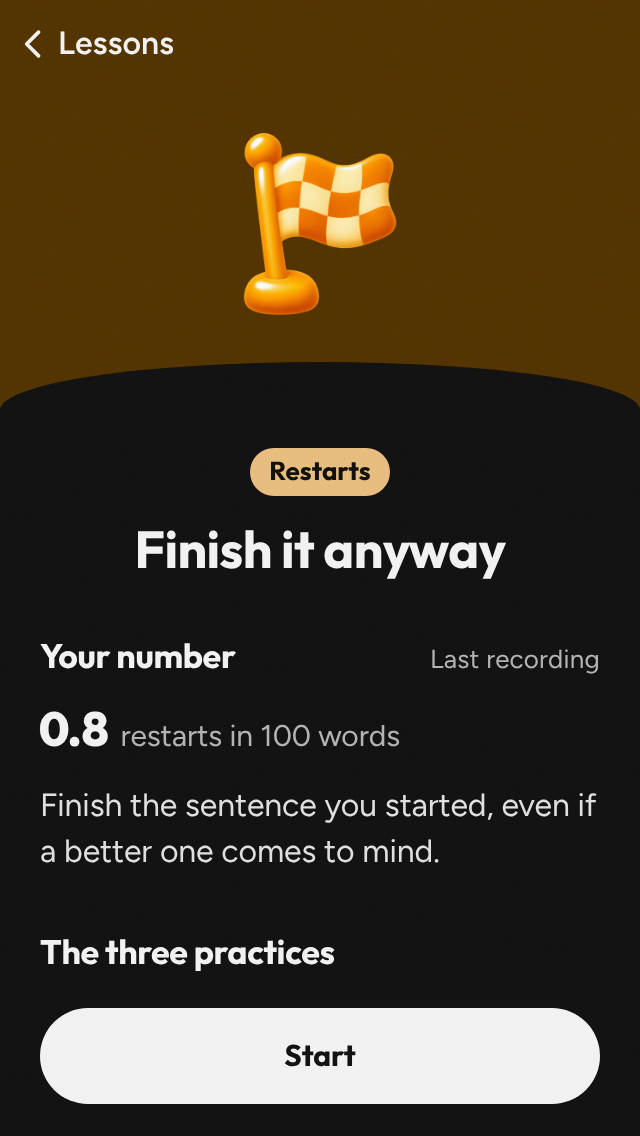 Lessons
Restarts
Finish it anyway
Your number
Last recording
0.8 restarts in 100 words
Finish the sentence you started, even if
a better one comes to mind.
The three practices
Start